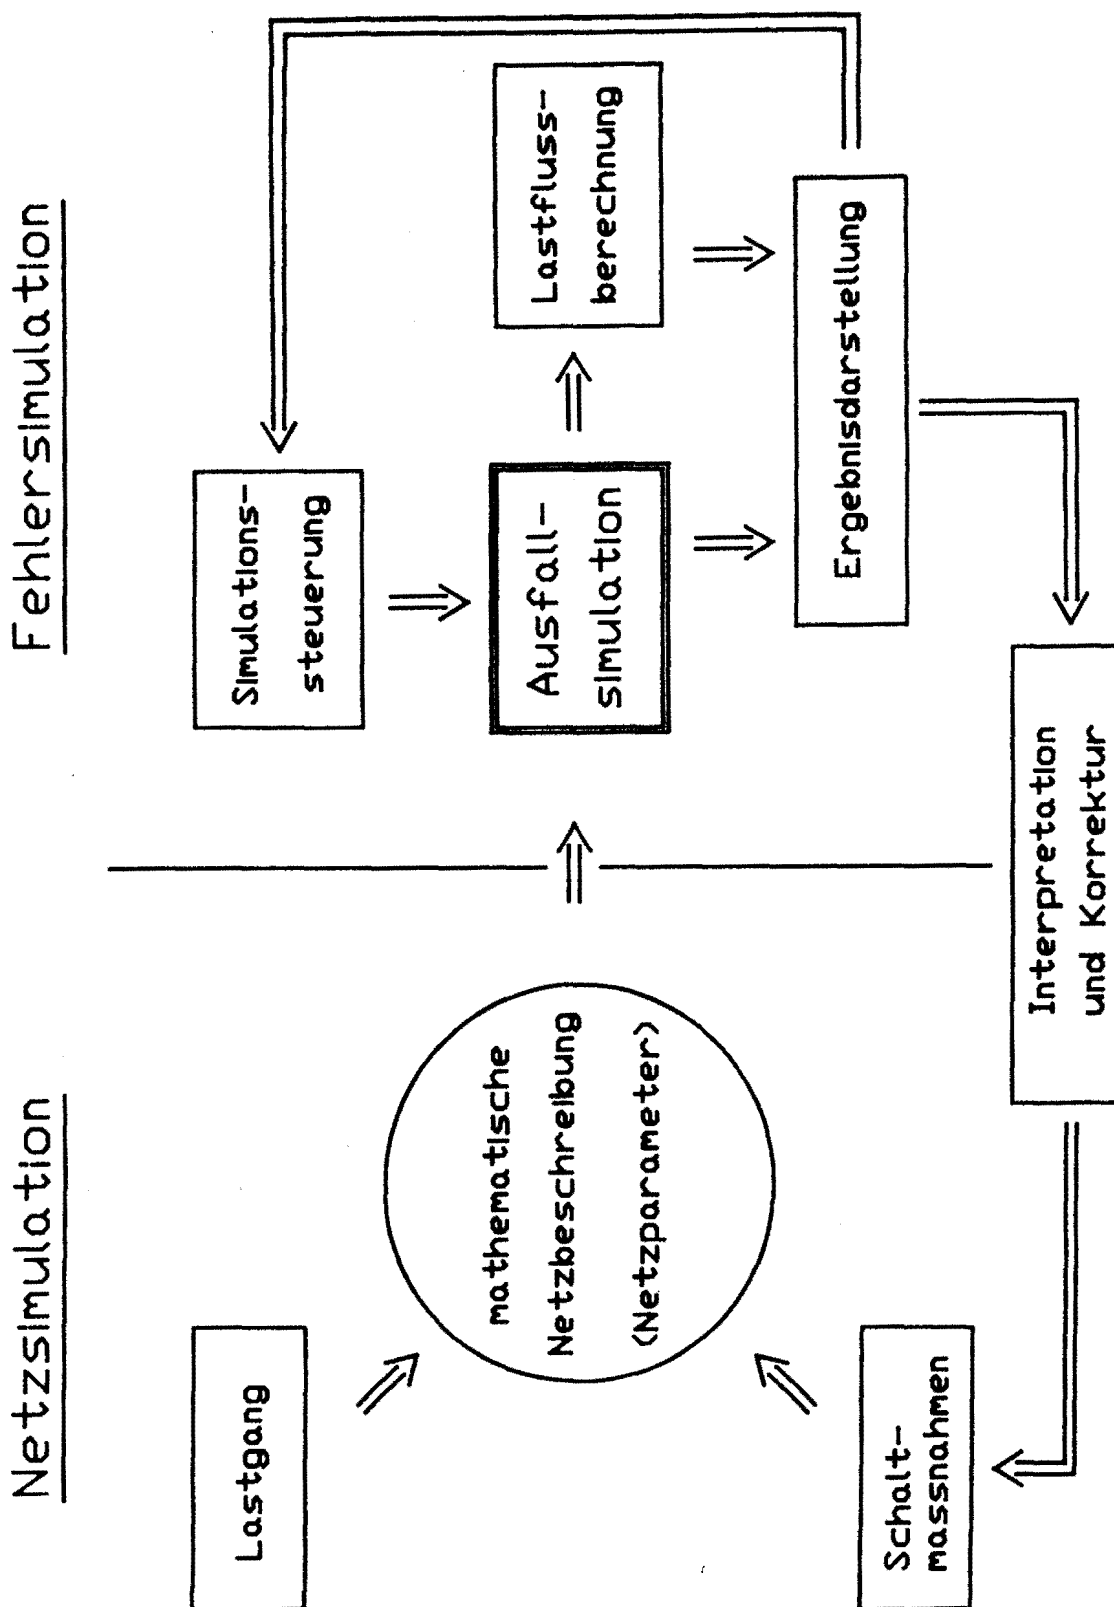 Netzsimulation
Fehlersimulation
Lastgang
mathematische
Netzbeschreibung
(Netzparameter)
Schalt-
massnahmen
Simulations-
steuerung
Ausfall-
simulation
Lastfluss-
berechnung
Ergebnisdarstellung
Interpretation
und Korrektur